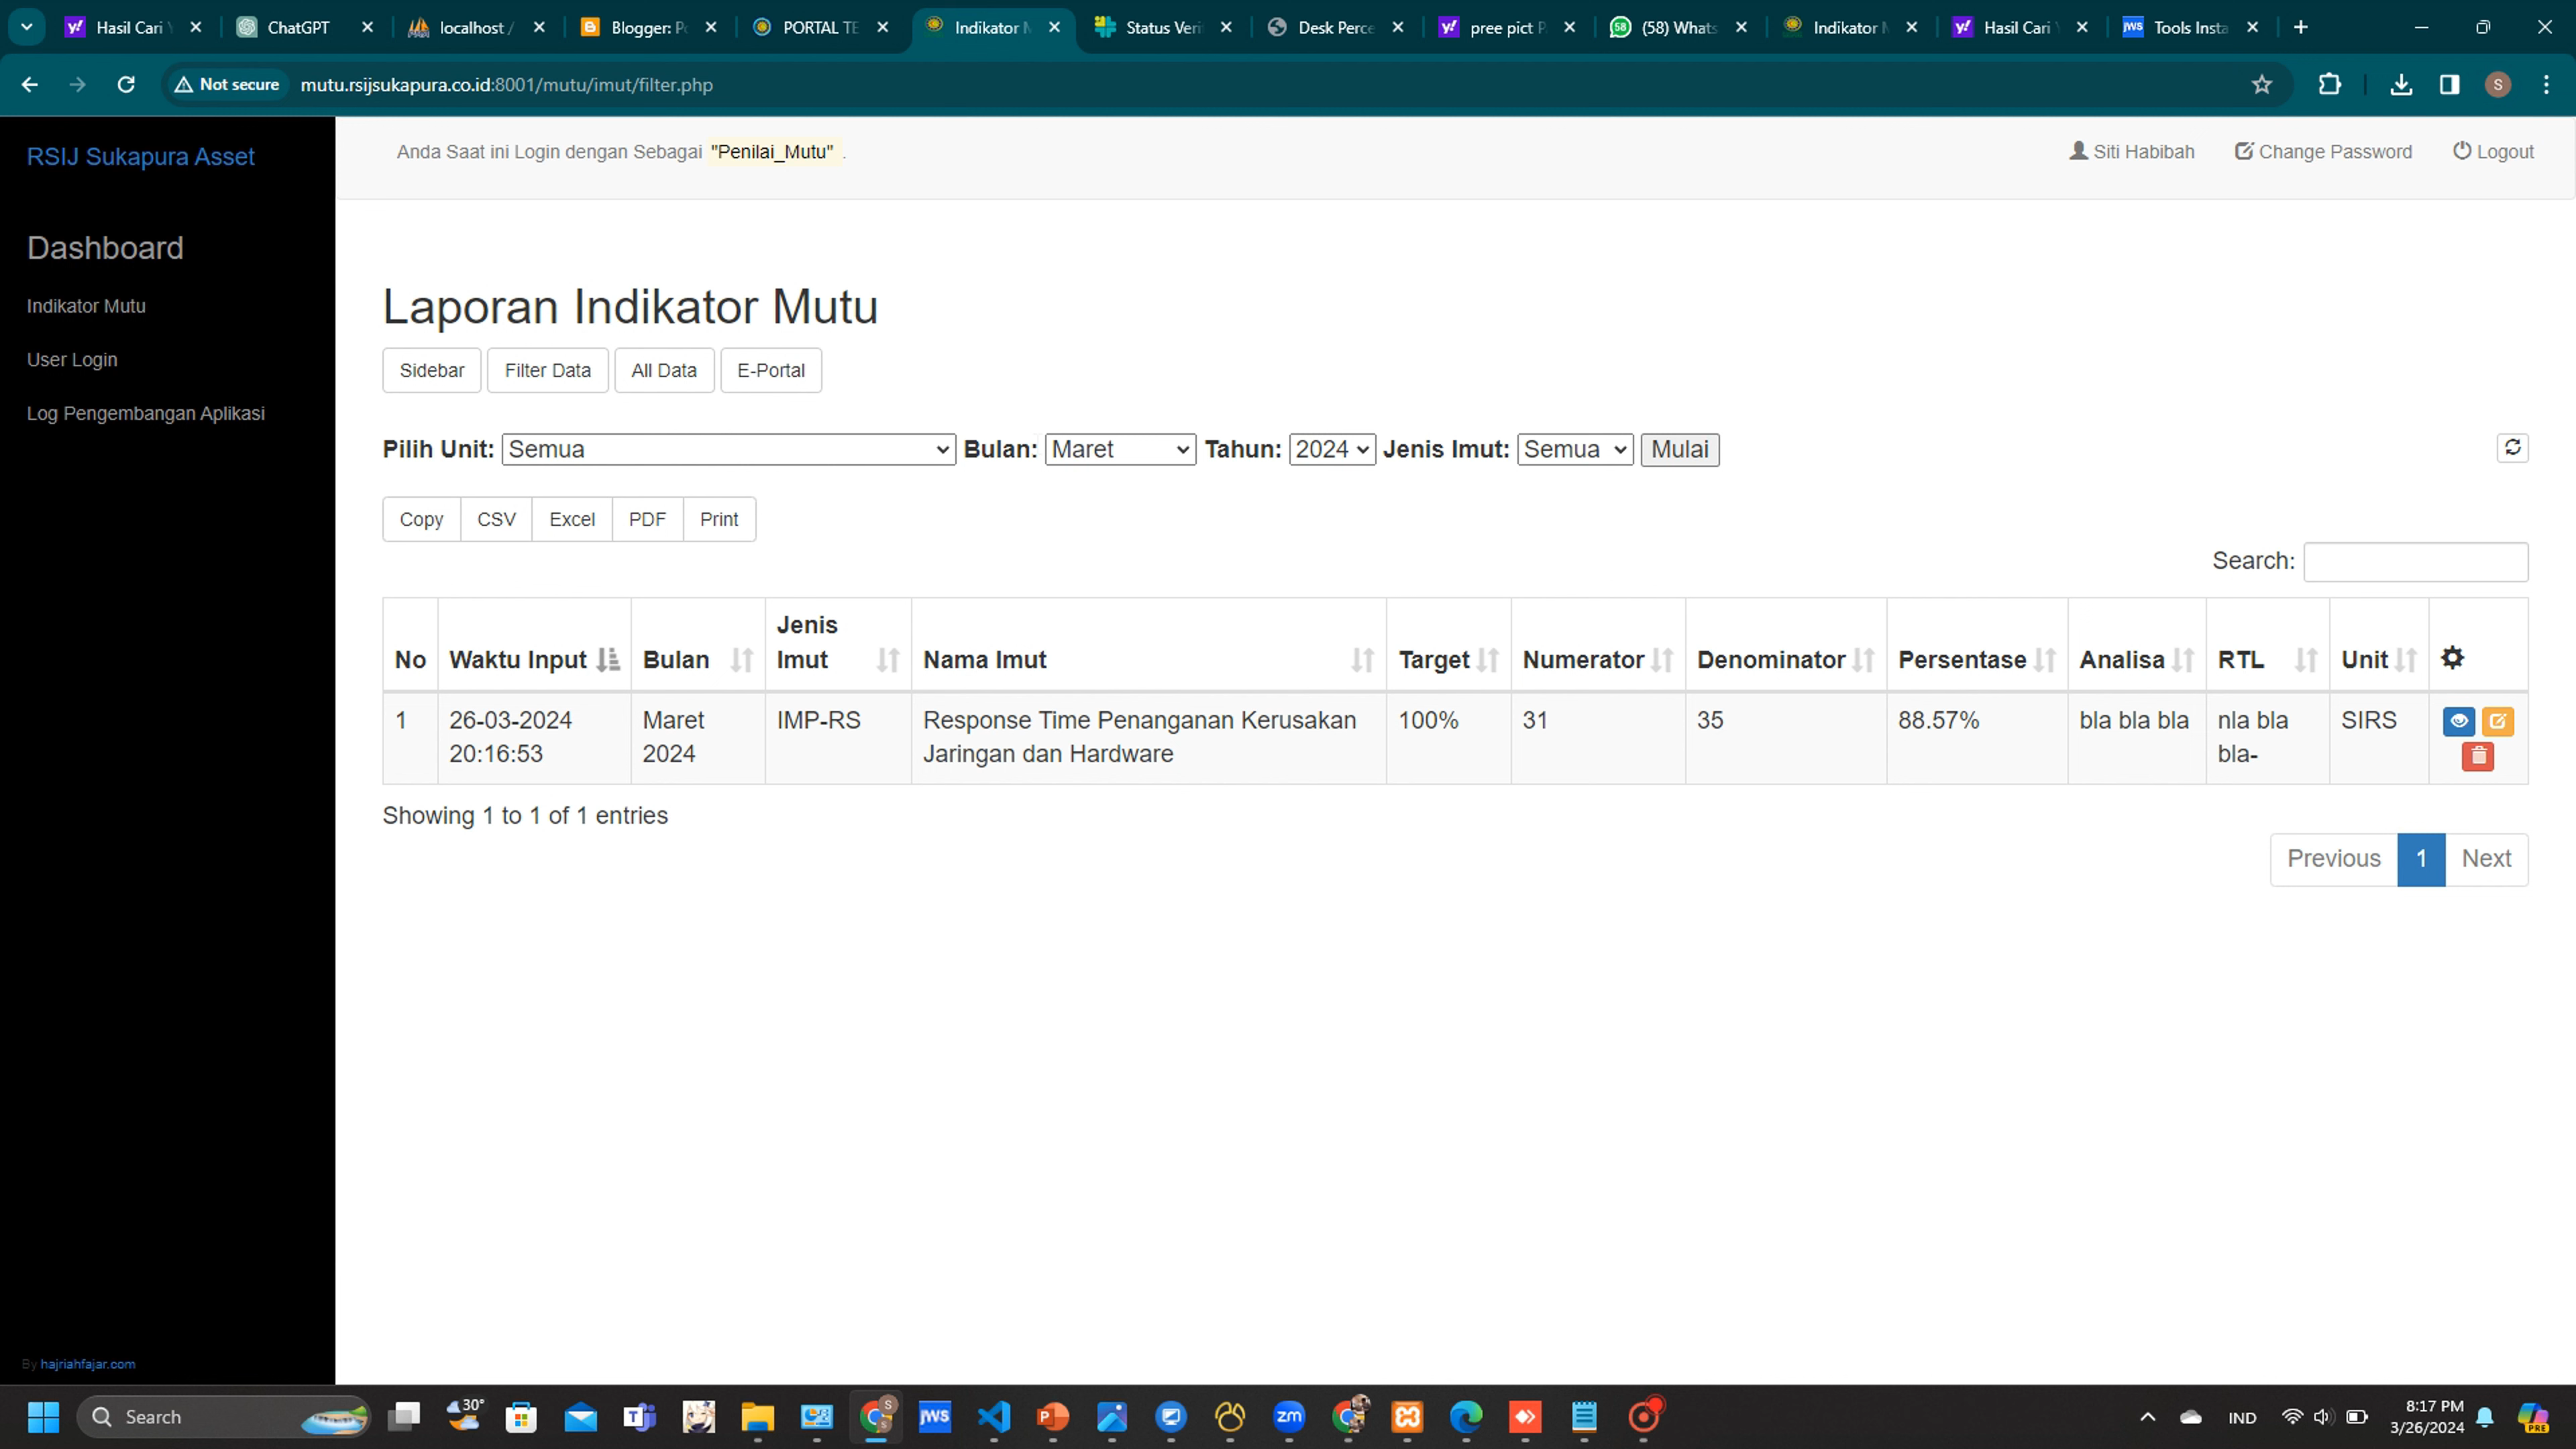 Hasil Cari Y
ChatGPT
localhost /
Blogger: Po
PORTAL TE
Indikator M
Status Veri
Desk Perce
pree pict P
(58) Whats
Indikator M
Hasil Cari Y
Tools Insta
Not secure
mutu.rsijsukapura.co.id:8001/mutu/imut/filter.php
S
RSIJ Sukapura Asset
Anda Saat ini Login dengan Sebagai "Penilai_Mutu" .
Siti Habibah
Change Password
Logout
Dashboard
Indikator Mutu
User Login
Log Pengembangan Aplikasi
Laporan Indikator Mutu
Sidebar
Filter Data
All Data
E-Portal
Pilih Unit: Semua Bulan: Maret Tahun: 2024 Jenis Imut: Semua Mulai
Copy
CSV
Excel
PDF
Print
Search:
No
Waktu Input
Bulan
Jenis
Imut
Nama Imut
Target
Numerator
Denominator
Persentase
Analisa
RTL
Unit
1
26-03-2024
20:16:53
Maret
2024
IMP-RS
Response Time Penanganan Kerusakan
Jaringan dan Hardware
100%
31
35
88.57%
bla bla bla
nla bla
bla-
SIRS
Showing 1 to 1 of 1 entries
Previous
1
Next
By hajriahfajar.com
Search
30°
JWS
zm
IND
8:17 PM
3/26/2024
PRE